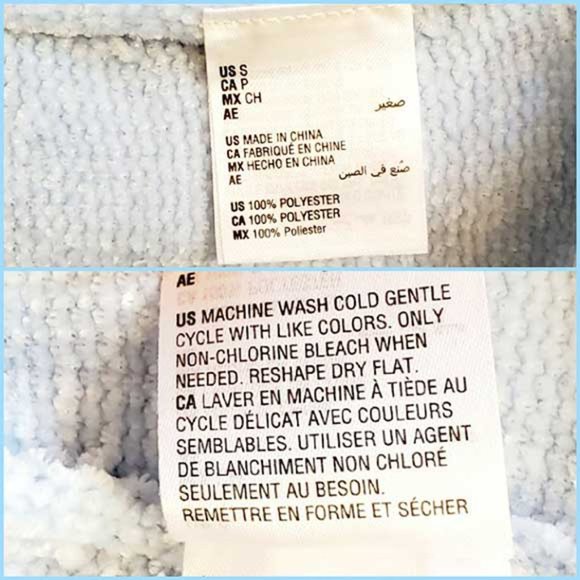 US S
CA P
MX CH
AE صغير
US MADE IN CHINA
CA FABRIQUÉ EN CHINE
MX HECHO EN CHINA
AE صُنع في الصين
US 100% POLYESTER
CA 100% POLYESTER
MX 100% Poliester
AE
US MACHINE WASH COLD GENTLE
CYCLE WITH LIKE COLORS. ONLY
NON-CHLORINE BLEACH WHEN
NEEDED. RESHAPE DRY FLAT.
CA LAVER EN MACHINE À TIÈDE AU
CYCLE DÉLICAT AVEC COULEURS
SEMBLABLES. UTILISER UN AGENT
DE BLANCHIMENT NON CHLORÉ
SEULEMENT AU BESOIN.
REMETTRE EN FORME ET SÉCHER